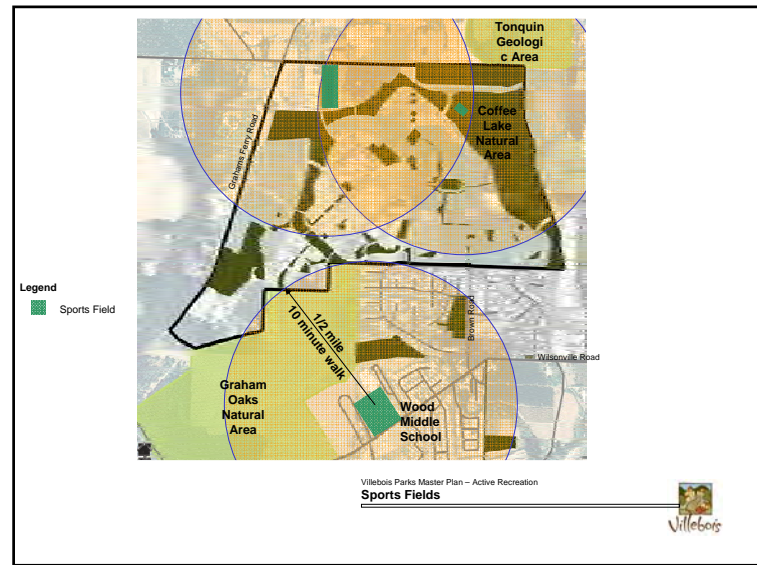 Tonquin
Geologi
c Area
Coffee
Lake
Natural
Area
Grahams Ferry Road
Legend
Sports Field
1/2 mile
10 minute walk
Brown Road
Wilsonville Road
Graham
Oaks
Natural
Area
Wood
Middle
School
Villebois Parks Master Plan – Active Recreation
Sports Fields
Villebois